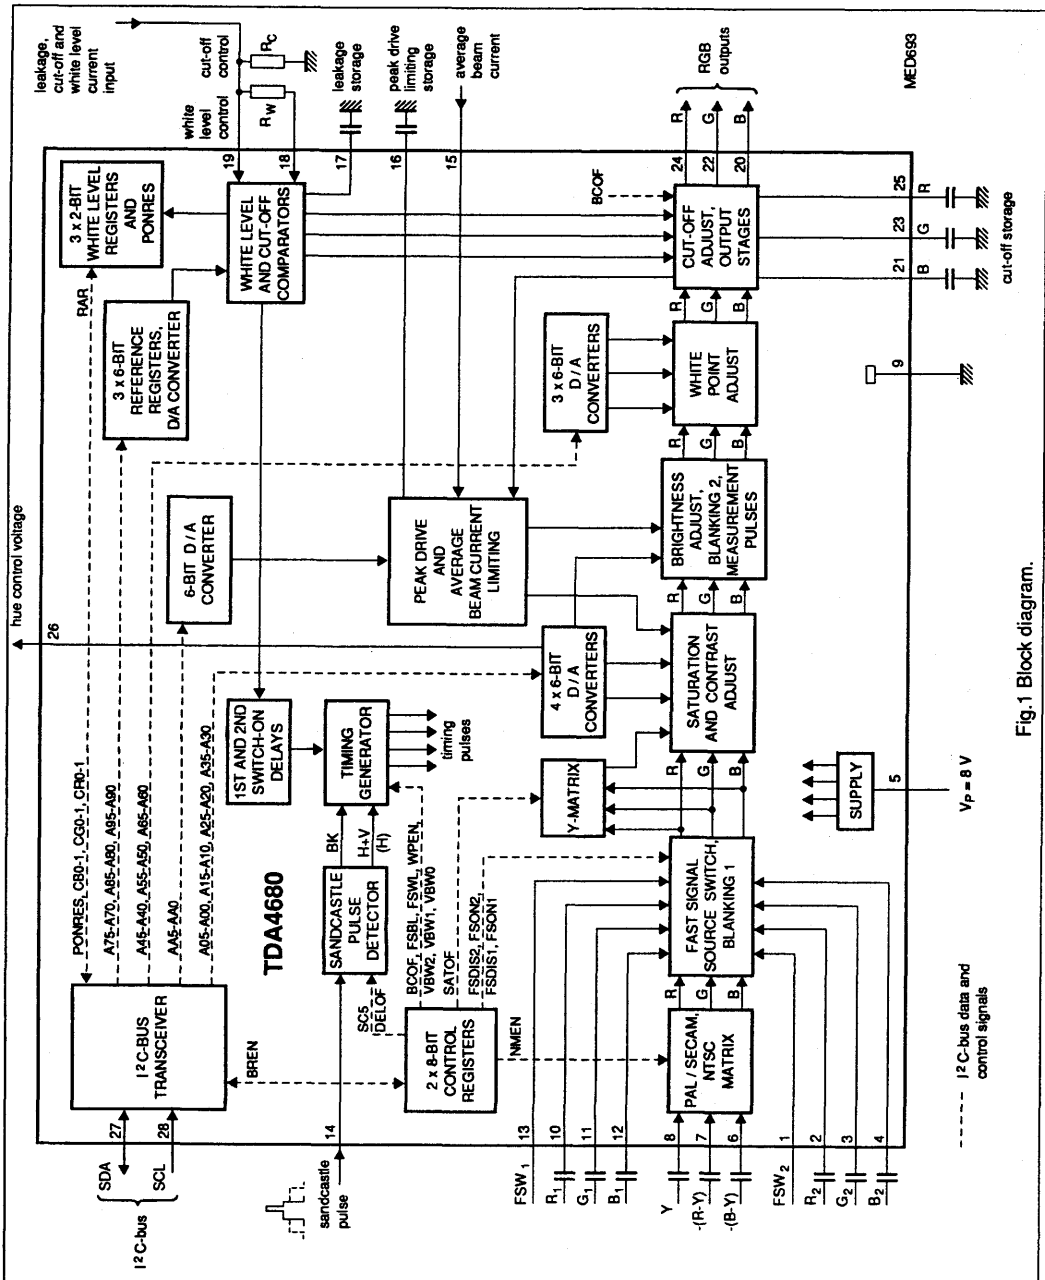 I²C-bus
SDA
SCL
27
28
I²C-BUS
TRANSCEIVER
PONRES, CB0-1, CG0-1, CR0-1
A75-A70, A85-A80, A95-A90
A45-A40, A55-A50, A65-A60
AA5-AA0
A05-A00, A15-A10, A25-A20, A35-A30
RAR
26
hue control voltage
3 x 2-BIT
WHITE LEVEL
REGISTERS
AND
PONRES
3 x 6-BIT
REFERENCE
REGISTERS,
D/A CONVERTER
6-BIT D / A
CONVERTER
WHITE LEVEL
AND CUT-OFF
COMPARATORS
leakage,
cut-off and
white level
current
input
cut-off
control
RC
white
level
control
RW
19
18
leakage
storage
17
peak drive
limiting
storage
16
average
beam
current
15
TDA4680
1ST AND 2ND
SWITCH-ON
DELAYS
TIMING
GENERATOR
timing
pulses
BK
H+V
(H)
SANDCASTLE
PULSE
DETECTOR
sandcastle
pulse
14
BREN
SC5
DELOF
2 x 8-BIT
CONTROL
REGISTERS
BCOF, FSBL, FSWL, WPEN,
VBW2, VBW1, VBW0
SATOF
FSDIS2, FSON2,
FSDIS1, FSON1
NMEN
PEAK DRIVE
AND
AVERAGE
BEAM CURRENT
LIMITING
4 x 6-BIT
D / A
CONVERTERS
3 x 6-BIT
D / A
CONVERTERS
Y-MATRIX
FSW1
13
R1
10
G1
11
B1
12
Y
8
-(R-Y)
7
-(B-Y)
6
FSW2
1
R2
2
G2
3
B2
4
PAL / SECAM,
NTSC
MATRIX
R
G
B
FAST SIGNAL
SOURCE SWITCH,
BLANKING 1
R
G
B
SATURATION
AND CONTRAST
ADJUST
R
G
B
BRIGHTNESS
ADJUST,
BLANKING 2,
MEASUREMENT
PULSES
R
G
B
WHITE
POINT
ADJUST
R
G
B
BCOF
CUT-OFF
ADJUST,
OUTPUT
STAGES
24
22
20
R
G
B
RGB
outputs
25
R
23
G
21
B
cut-off storage
9
SUPPLY
5
VP = 8 V
I²C-bus data and
control signals
MED693
Fig.1 Block diagram.